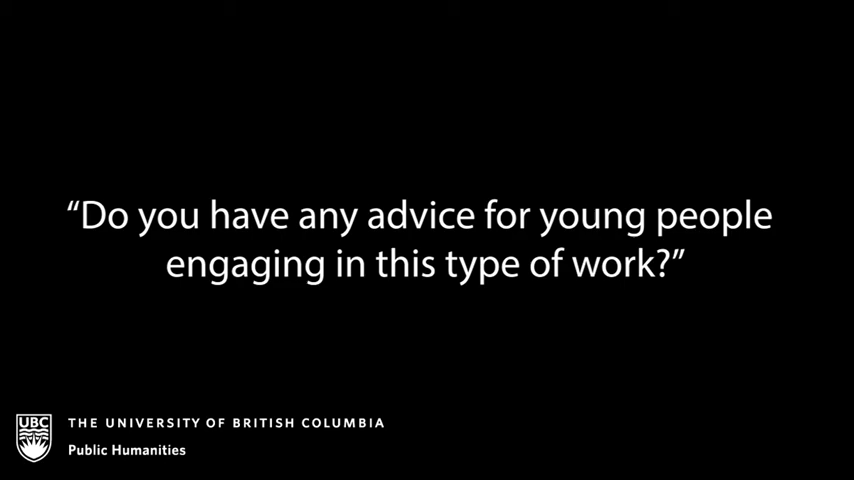 “Do you have any advice for young people
engaging in this type of work?”
UBC
THE UNIVERSITY OF BRITISH COLUMBIA
Public Humanities